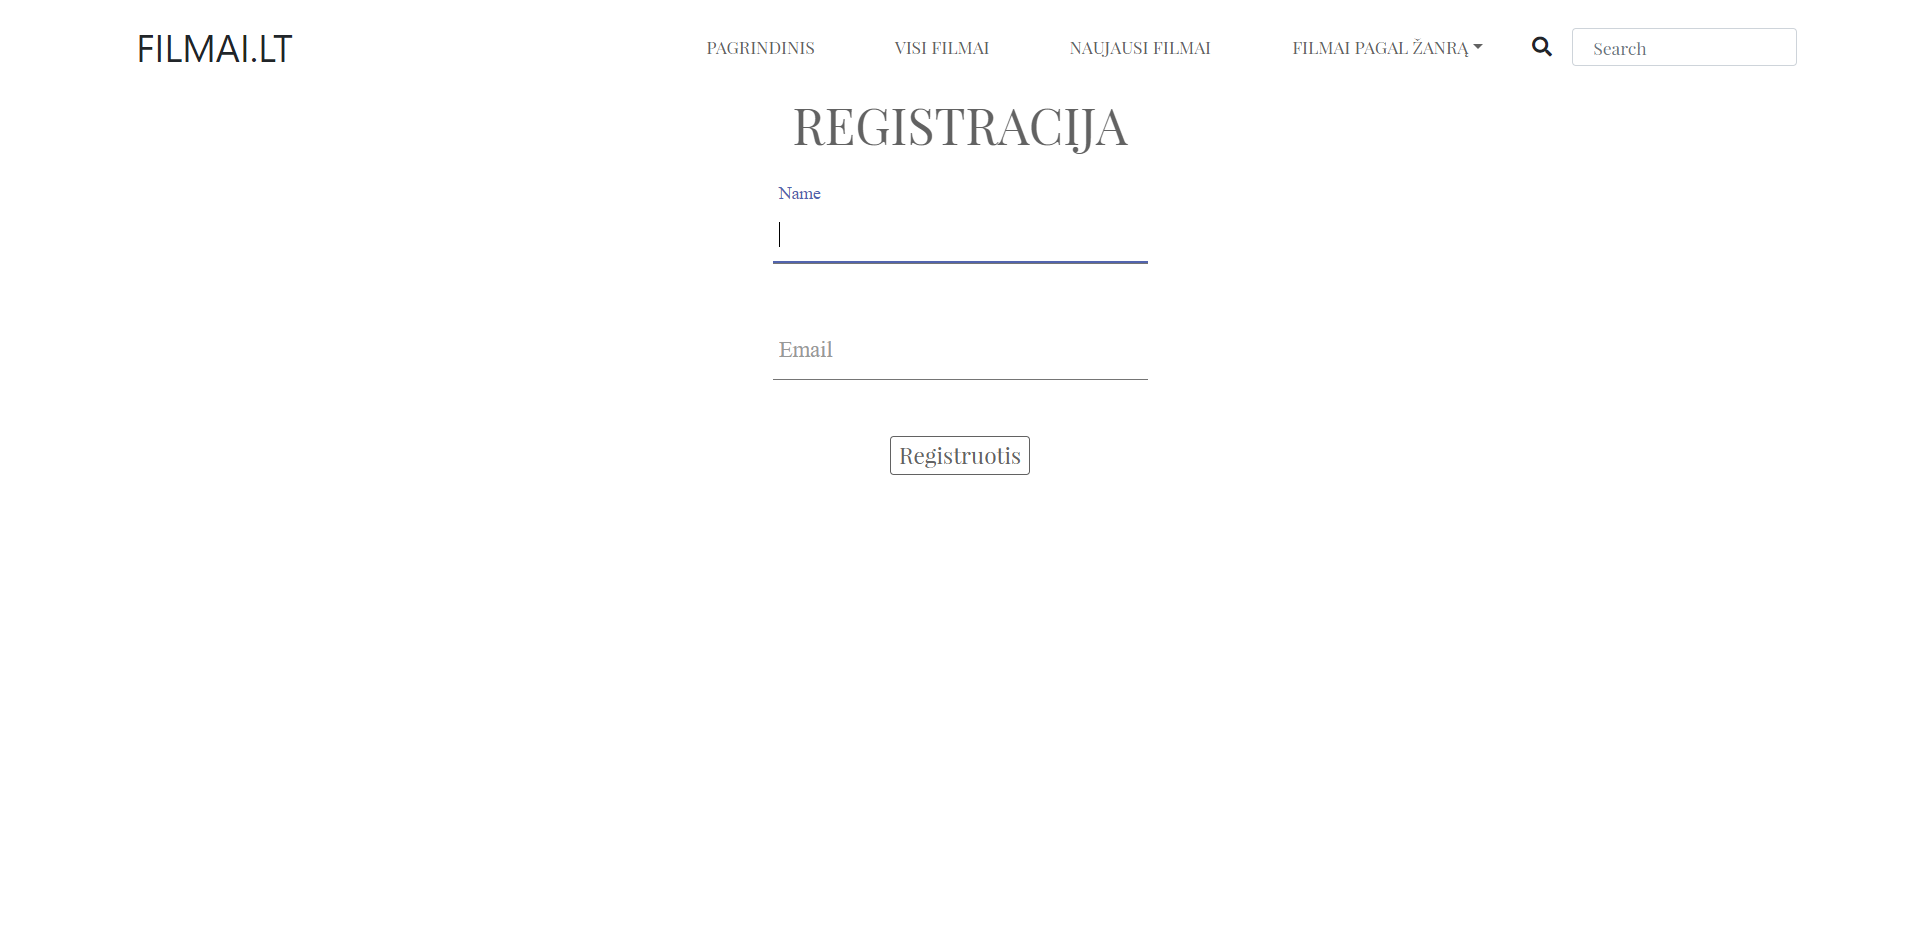 FILMAI.LT
PAGRINDINIS VISI FILMAI NAUJAUSI FILMAI FILMAI PAGAL ŽANRĄ Search
REGISTRACIJA
Name
Email
Registruotis